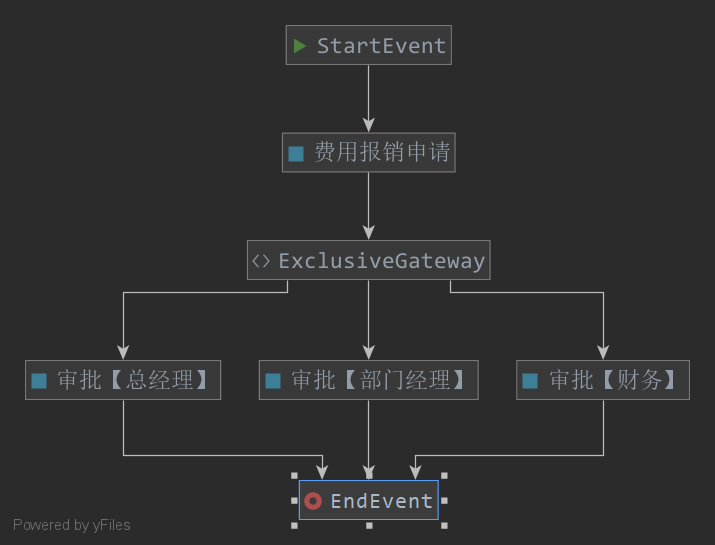 StartEvent
费用报销申请
ExclusiveGateway
审批【总经理】
审批【部门经理】
审批【财务】
EndEvent
Powered by yFiles